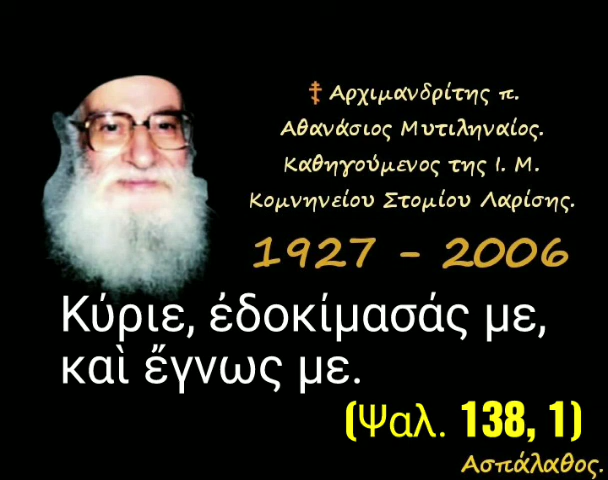 ‡ Αρχιμανδρίτης π.
Αθανάσιος Μυτιληναίος.
Καθηγούμενος της Ι. Μ.
Κομνηνείου Στομίου Λαρίσης.
1927 - 2006
Κύριε, ἐδοκίμασάς με,
καὶ ἔγνως με.
(Ψαλ. 138, 1)
Ασπάλαθος.